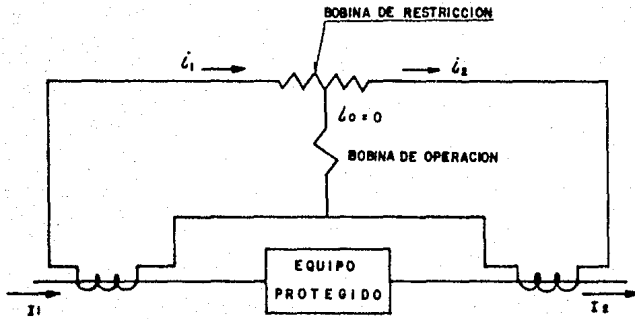 BOBINA DE RESTRICCION
i1
i2
i0 = 0
BOBINA DE OPERACION
EQUIPO
PROTEGIDO
I1
I2